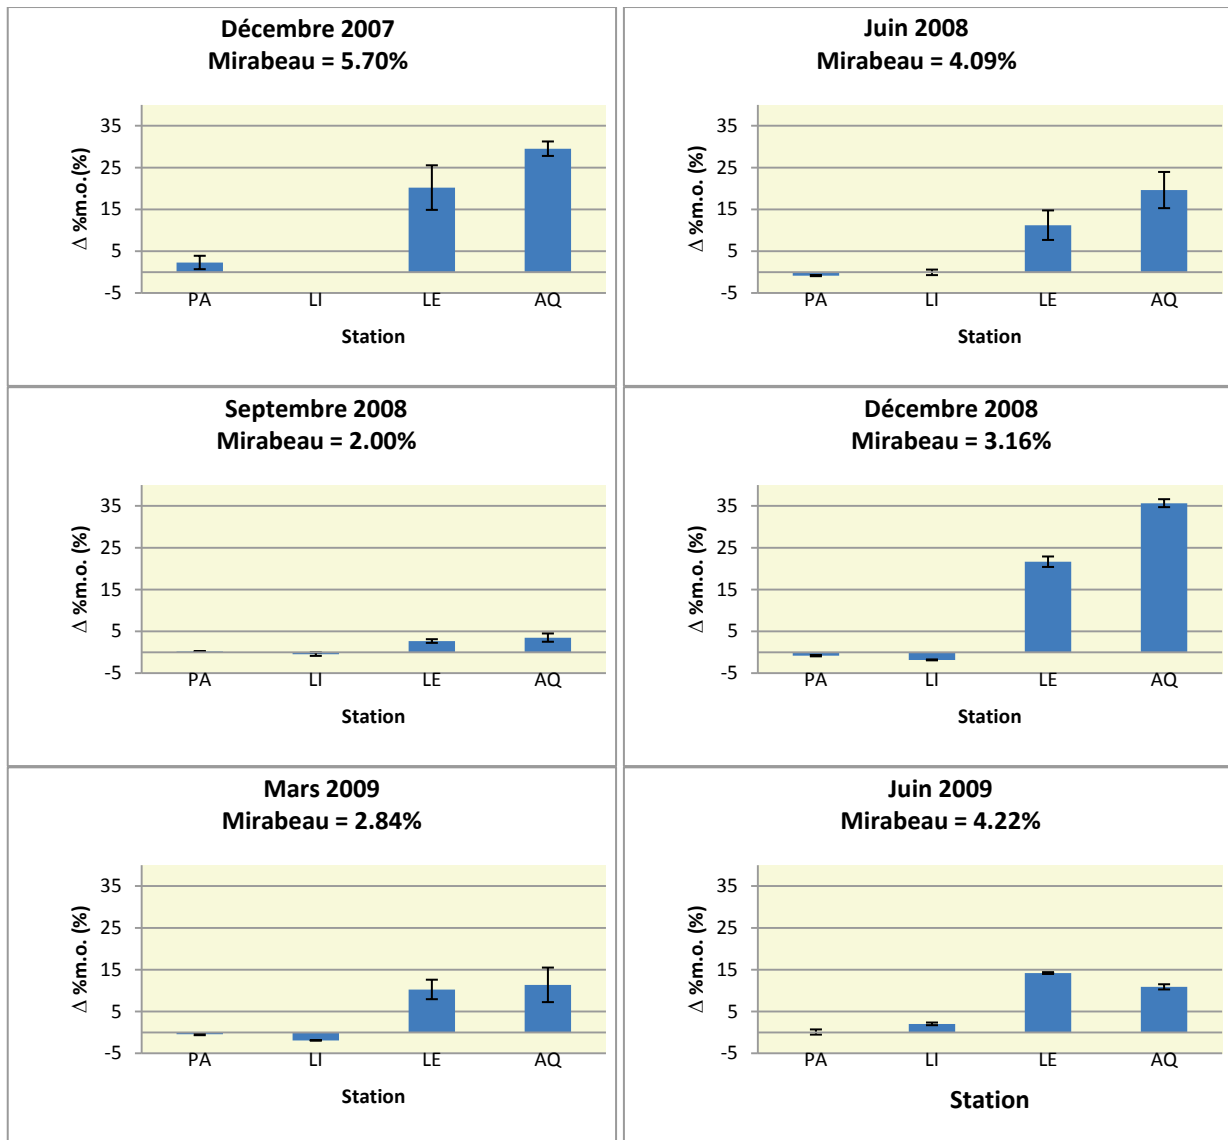 Décembre 2007
Mirabeau = 5.70%
Δ %m.o.(%)
35
25
15
5
-5
PA LI LE AQ
Station
Juin 2008
Mirabeau = 4.09%
Δ %m.o. (%)
35
25
15
5
-5
PA LI LE AQ
Station
Septembre 2008
Mirabeau = 2.00%
Δ %m.o. (%)
35
25
15
5
-5
PA LI LE AQ
Station
Décembre 2008
Mirabeau = 3.16%
Δ %m.o. (%)
35
25
15
5
-5
PA LI LE AQ
Station
Mars 2009
Mirabeau = 2.84%
Δ %m.o. (%)
35
25
15
5
-5
PA LI LE AQ
Station
Juin 2009
Mirabeau = 4.22%
Δ %m.o. (%)
35
25
15
5
-5
PA LI LE AQ
Station